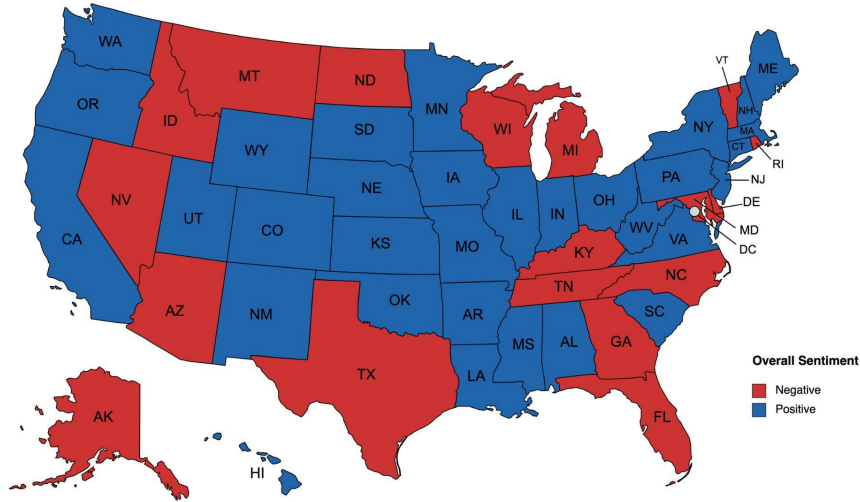 WA
OR
CA
NV
ID
MT
WY
UT
AZ
CO
NM
ND
SD
NE
KS
OK
TX
MN
IA
MO
AR
LA
WI
IL
MI
IN
OH
KY
TN
MS
AL
GA
FL
SC
NC
VA
WV
PA
NY
VT
NH
ME
MA
CT
RI
NJ
DE
MD
DC
AK
HI
Overall Sentiment
Negative
Positive